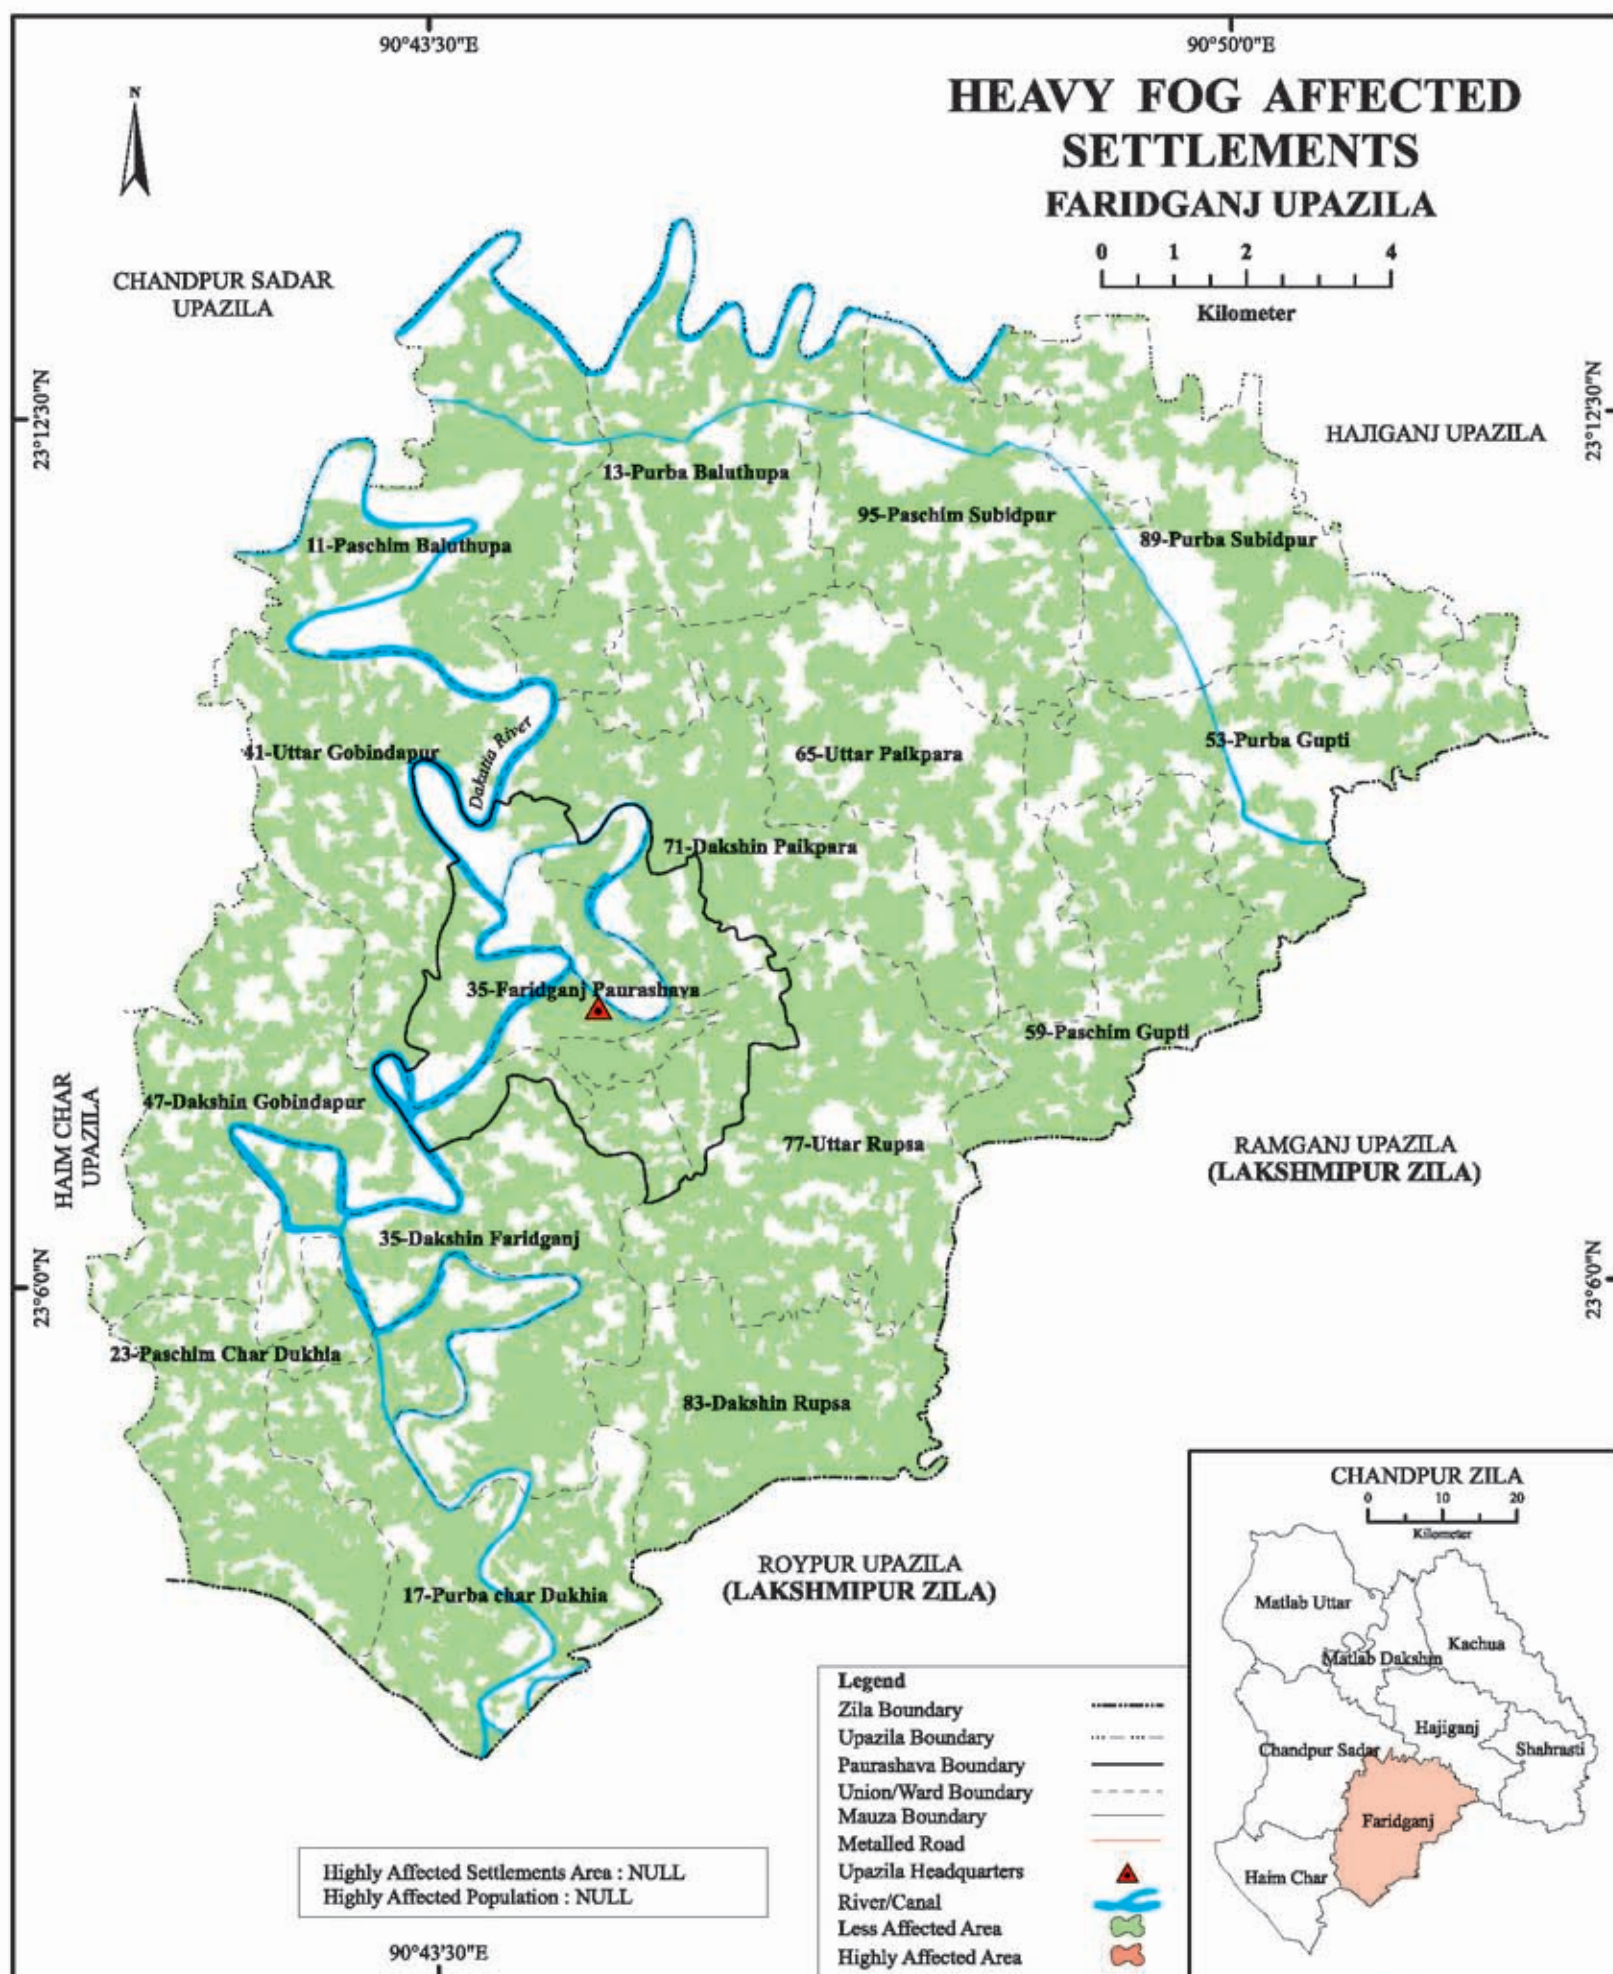 90°43'30"E
90°50'0"E
N
HEAVY FOG AFFECTED
SETTLEMENTS
FARIDGANJ UPAZILA
0 1 2 4
Kilometer
CHANDPUR SADAR
UPAZILA
23°12'30"N
23°12'30"N
HAJIGANJ UPAZILA
13-Purba Baluthupa
95-Paschim Subidpur
89-Purba Subidpur
11-Paschim Baluthupa
41-Uttar Gobindapur
Dakatia River
65-Uttar Paikpara
53-Purba Gupti
71-Dakshin Paikpara
35-Faridganj Paurashava
59-Paschim Gupti
HAIM CHAR
UPAZILA
47-Dakshin Gobindapur
77-Uttar Rupsa
RAMGANJ UPAZILA
(LAKSHMIPUR ZILA)
35-Dakshin Faridganj
23°6'0"N
23°6'0"N
23-Paschim Char Dukhia
83-Dakshin Rupsa
17-Purba char Dukhia
ROYPUR UPAZILA
(LAKSHMIPUR ZILA)
CHANDPUR ZILA
0 10 20
Kilometer
Matlab Uttar
Kachua
Matlab Dakshin
Hajiganj
Chandpur Sadar
Shahrasti
Faridganj
Haim Char
Legend
Zila Boundary
Upazila Boundary
Paurashava Boundary
Union/Ward Boundary
Mauza Boundary
Metalled Road
Upazila Headquarters
River/Canal
Less Affected Area
Highly Affected Area
Highly Affected Settlements Area : NULL
Highly Affected Population : NULL
90°43'30"E